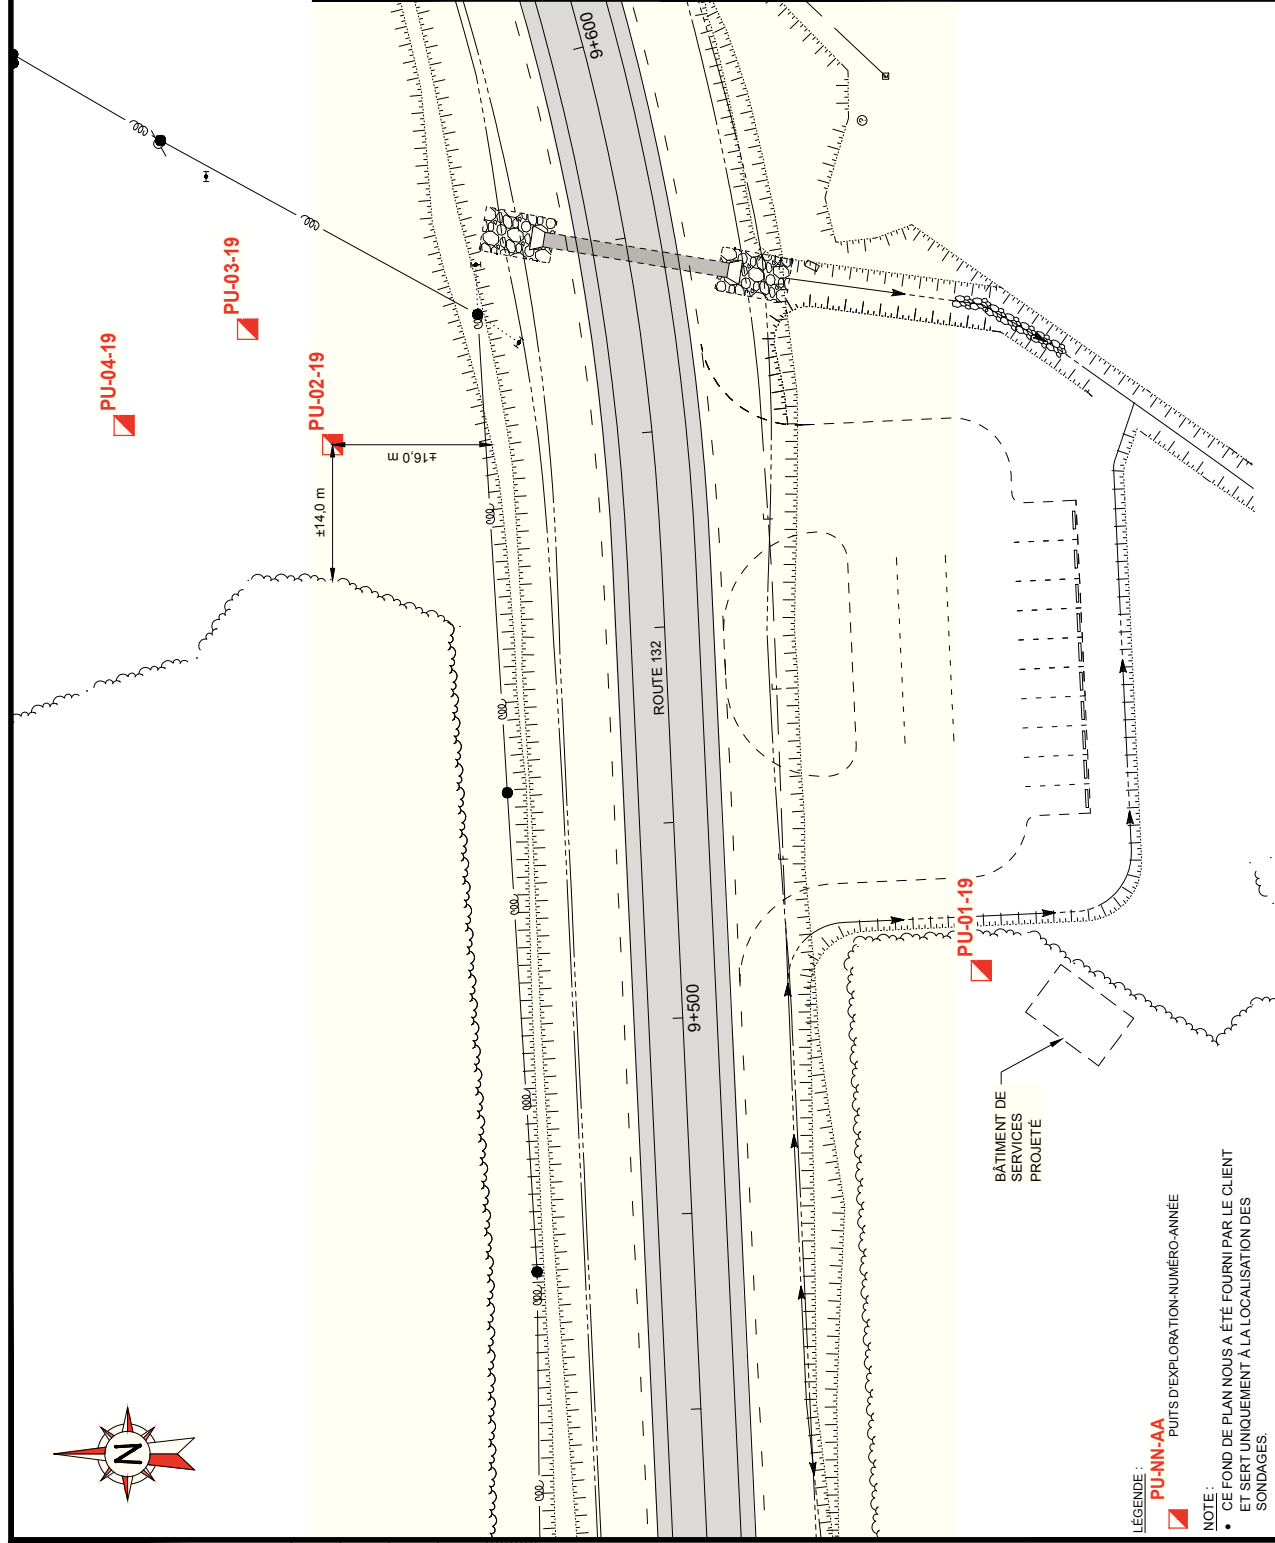 PU-04-19
PU-03-19
PU-02-19
±16,0 m
±14,0 m
9+600
ROUTE 132
9+500
PU-01-19
BÂTIMENT DE
SERVICES
PROJETÉ
N
LÉGENDE :
PU-NN-AA
PUITS D'EXPLORATION-NUMÉRO-ANNÉE
NOTE :
• CE FOND DE PLAN NOUS A ÉTÉ FOURNI PAR LE CLIENT
ET SERT UNIQUEMENT À LA LOCALISATION DES
SONDAGES.